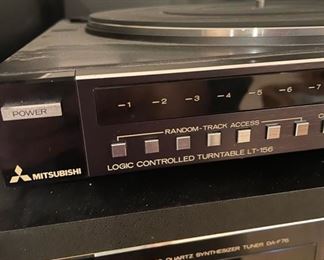 POWER
-1 -2 -3 -4 -5 -6 -7
RANDOM-TRACK ACCESS
MITSUBISHI
LOGIC CONTROLLED TURNTABLE LT-156
QUARTZ SYNTHESIZER TUNER DA-F76